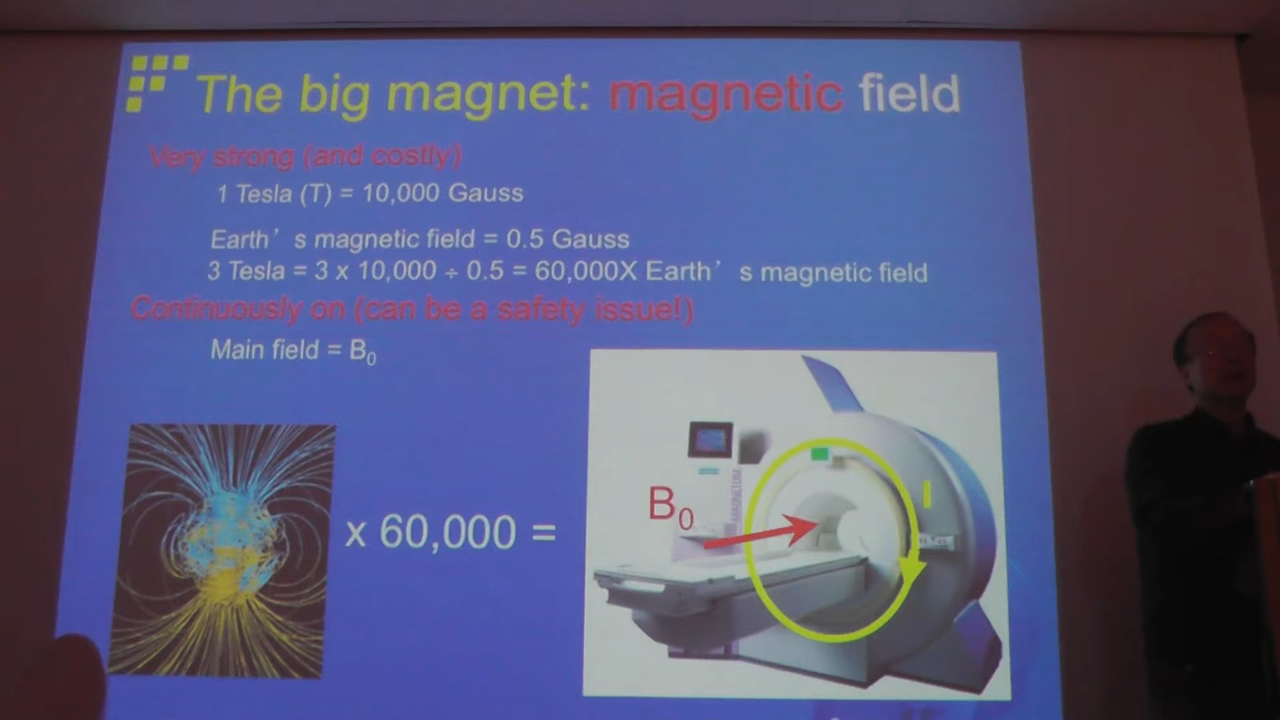 The big magnet: magnetic field
Very strong (and costly)
1 Tesla (T) = 10,000 Gauss
Earth’ s magnetic field = 0.5 Gauss
3 Tesla = 3 x 10,000 ÷ 0.5 = 60,000X Earth’ s magnetic field
Continuously on (can be a safety issue!)
Main field = B₀
x 60,000 =
B₀
I
MAGNETOM